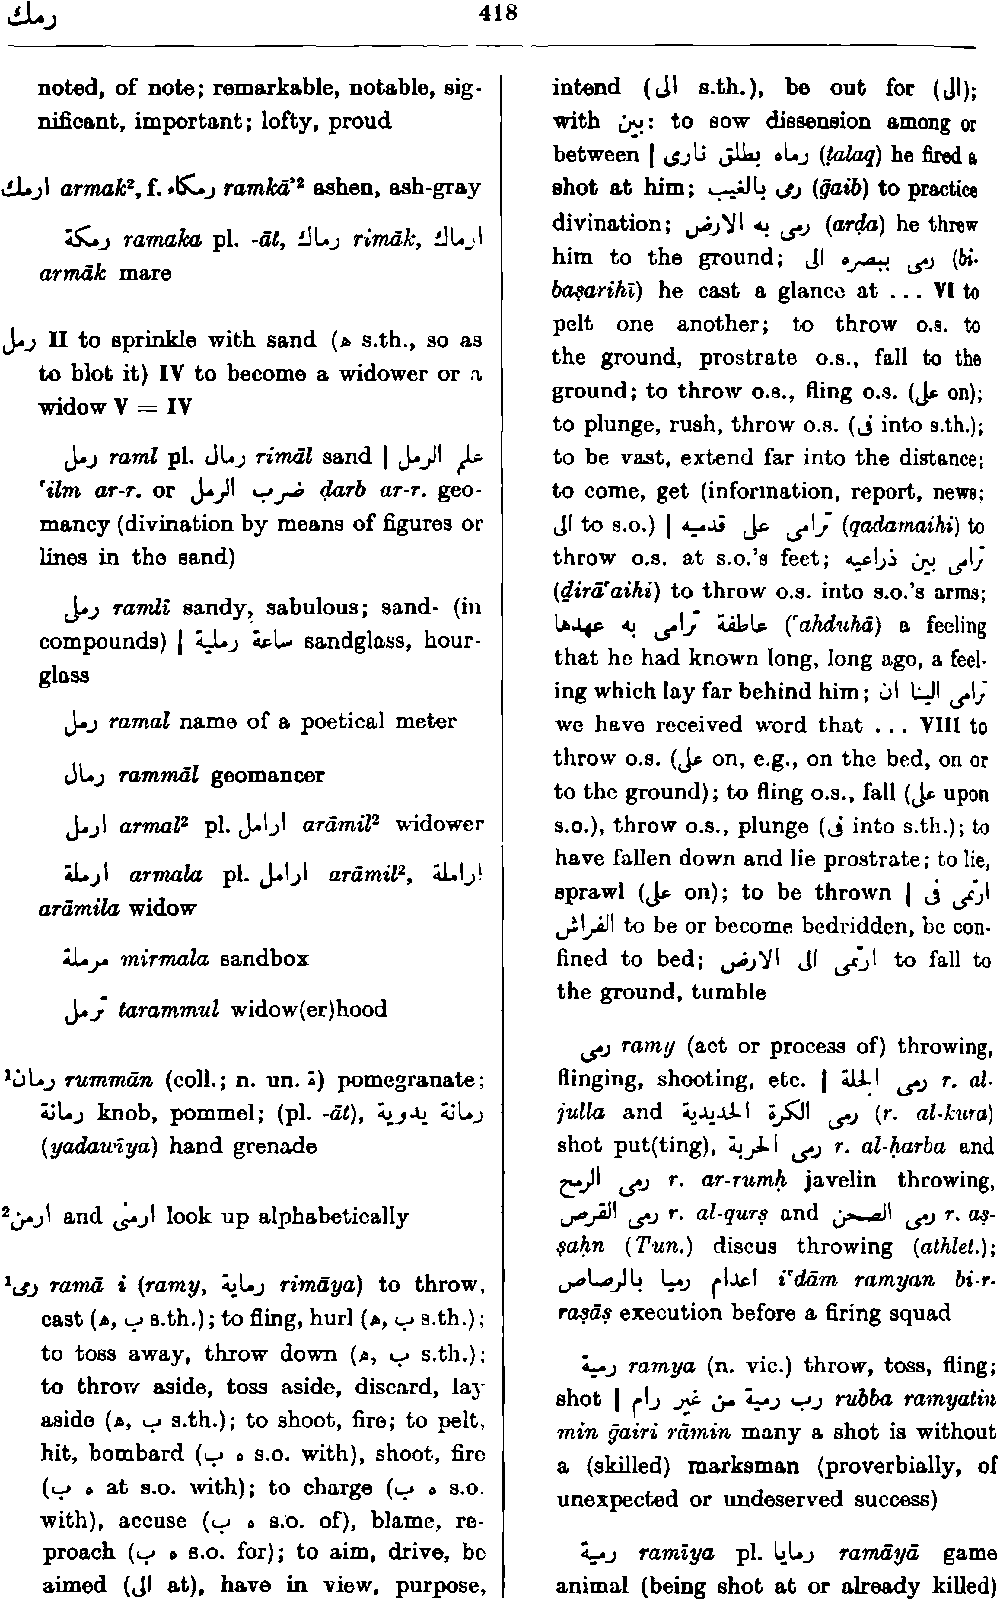 رمك
418
noted, of note; remarkable, notable, sig-
nificant, important; lofty, proud
ارمك armak², f. رمكاء ramkā'² ashen, ash-gray
رمكة ramaka pl. -āt, رماك rimāk, ارماك
armāk mare
رمل II to sprinkle with sand (ه s.th., so as
to blot it) IV to become a widower or a
widow V = IV
رمل raml pl. رمال rimāl sand | علم الرمل
ʿilm ar-r. or ضرب الرمل ḍarb ar-r. geo-
mancy (divination by means of figures or
lines in the sand)
رملى ramlī sandy, sabulous; sand- (in
compounds) | ساعة رملية sandglass, hour-
glass
رمل ramal name of a poetical meter
رمال rammāl geomancer
ارمل armal² pl. ارامل arāmil² widower
ارملة armala pl. ارامل arāmil², اراملة
arāmila widow
مرملة mirmala sandbox
ترمل tarammul widow(er)hood
¹رمان rummān (coll.; n. un. ة) pomegranate;
رمانة knob, pommel; (pl. -āt), رمانة يدوية
(yadawīya) hand grenade
²ارمن and ارمنى look up alphabetically
¹رمى ramā i (ramy, رماية rimāya) to throw,
cast (ه, ب s.th.); to fling, hurl (ه, ب s.th.);
to toss away, throw down (ه, ب s.th.);
to throw aside, toss aside, discard, lay
aside (ه, ب s.th.); to shoot, fire; to pelt,
hit, bombard (ه ب s.o. with), shoot, fire
(ه ب at s.o. with); to charge (ه ب s.o.
with), accuse (ه ب s.o. of), blame, re-
proach (ه ب s.o. for); to aim, drive, be
aimed (الى at), have in view, purpose,
intend (الى s.th.), be out for (الى);
with بين: to sow dissension among or
between | رماه بطلق نارى (ṭalaq) he fired a
shot at him; رمى بالغيب (ḡaib) to practice
divination; رمى به الارض (arḍa) he threw
him to the ground; رمى ببصره الى (bi-
baṣarihī) he cast a glance at ... VI to
pelt one another; to throw o.s. to
the ground, prostrate o.s., fall to the
ground; to throw o.s., fling o.s. (على on);
to plunge, rush, throw o.s. (فى into s.th.);
to be vast, extend far into the distance;
to come, get (information, report, news;
الى to s.o.) | ترامى على قدميه (qadamaihi) to
throw o.s. at s.o.'s feet; ترامى بين ذراعيه
(ḏirāʿaihi) to throw o.s. into s.o.'s arms;
عاطفة ترامى به عهدها (ʿahduhā) a feeling
that he had known long, long ago, a feel-
ing which lay far behind him; ترامى الينا ان
we have received word that ... VIII to
throw o.s. (على on, e.g., on the bed, on or
to the ground); to fling o.s., fall (على upon
s.o.), throw o.s., plunge (فى into s.th.); to
have fallen down and lie prostrate; to lie,
sprawl (على on); to be thrown | ارتمى فى
الفراش to be or become bedridden, be con-
fined to bed; ارتمى الى الارض to fall to
the ground, tumble
رمى ramy (act or process of) throwing,
flinging, shooting, etc. | رمى الجلة r. al-
julla and رمى الكرة الحديدية (r. al-kura)
shot put(ting), رمى الحربة r. al-ḥarba and
رمى الرمح r. ar-rumḥ javelin throwing,
رمى القرص r. al-qurṣ and رمى الصحن r. aṣ-
ṣaḥn (Tun.) discus throwing (athlet.);
اعدام رميا بالرصاص iʿdām ramyan bi-r-
raṣāṣ execution before a firing squad
رمية ramya (n. vic.) throw, toss, fling;
shot | رب رمية من غير رام rubba ramyatin
min ḡairi rāmin many a shot is without
a (skilled) marksman (proverbially, of
unexpected or undeserved success)
رمية ramīya pl. رمايا ramāyā game
animal (being shot at or already killed)